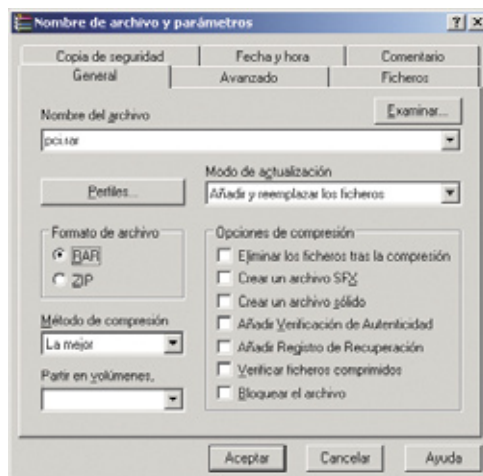 Nombre de archivo y parámetros
Copia de seguridad
Fecha y hora
Comentario
General
Avanzado
Ficheros
Nombre del archivo
Examinar...
pci.rar
Modo de actualización
Perfiles...
Añadir y reemplazar los ficheros
Formato de archivo
RAR
ZIP
Opciones de compresión
Eliminar los ficheros tras la compresión
Crear un archivo SFX
Crear un archivo sólido
Añadir Verificación de Autenticidad
Añadir Registro de Recuperación
Verificar ficheros comprimidos
Bloquear el archivo
Método de compresión
La mejor
Partir en volúmenes,
Aceptar
Cancelar
Ayuda